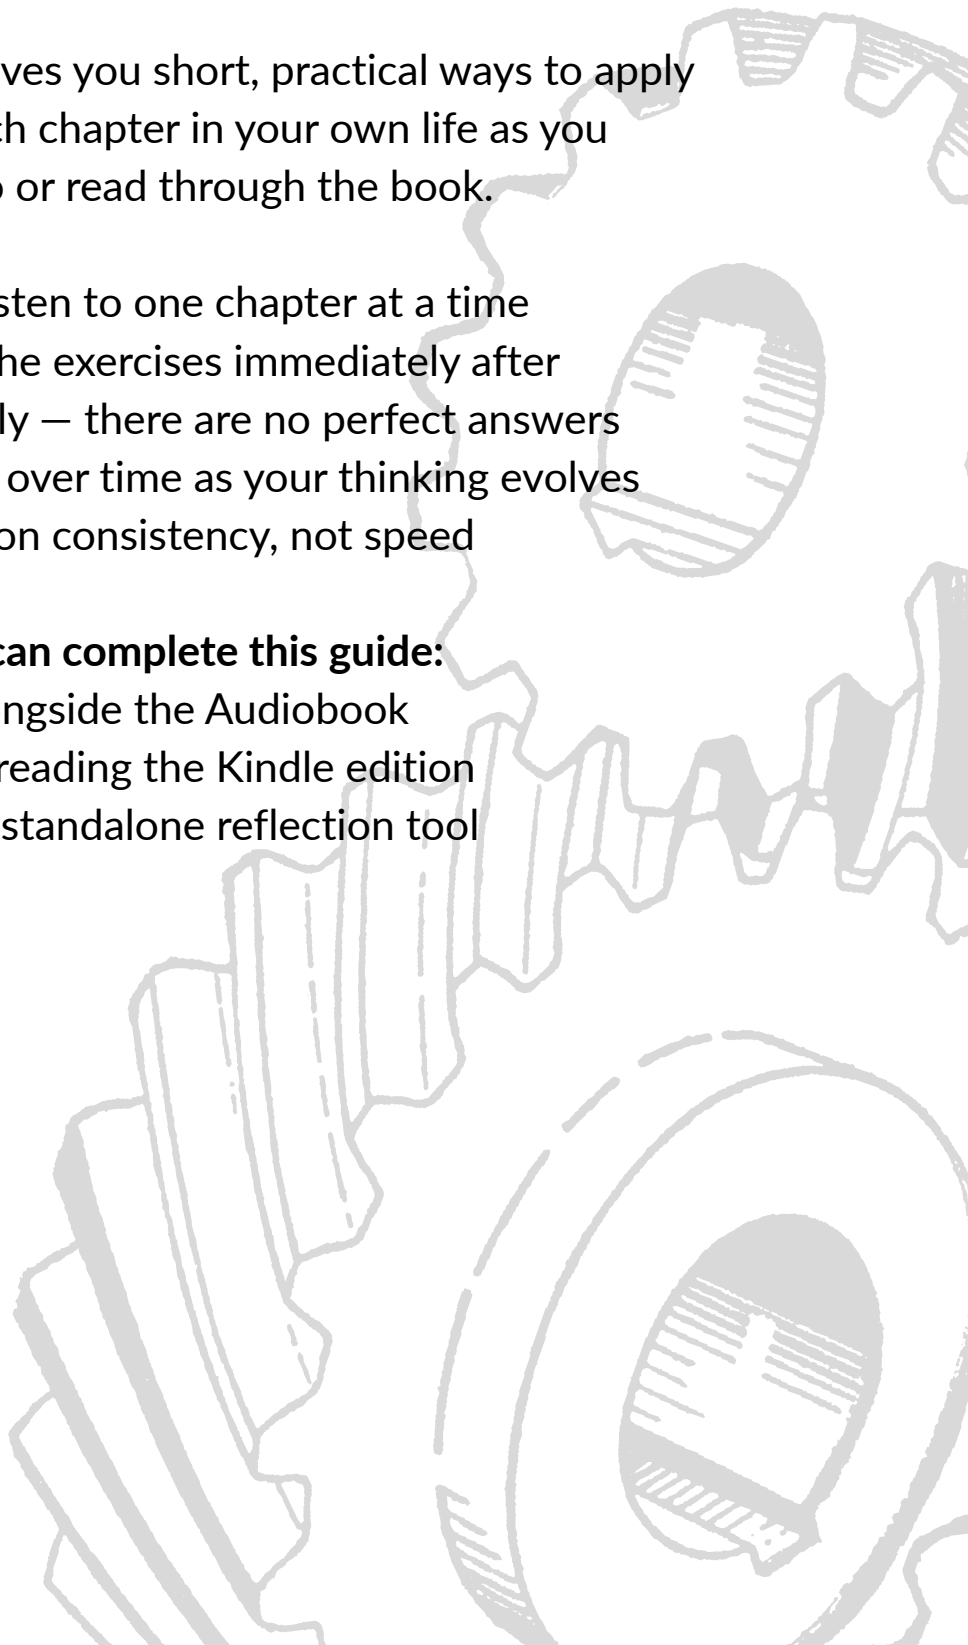 ves you short, practical ways to apply
ch chapter in your own life as you
or read through the book.
sten to one chapter at a time
he exercises immediately after
ly — there are no perfect answers
over time as your thinking evolves
on consistency, not speed
can complete this guide:
ngside the Audiobook
reading the Kindle edition
standalone reflection tool